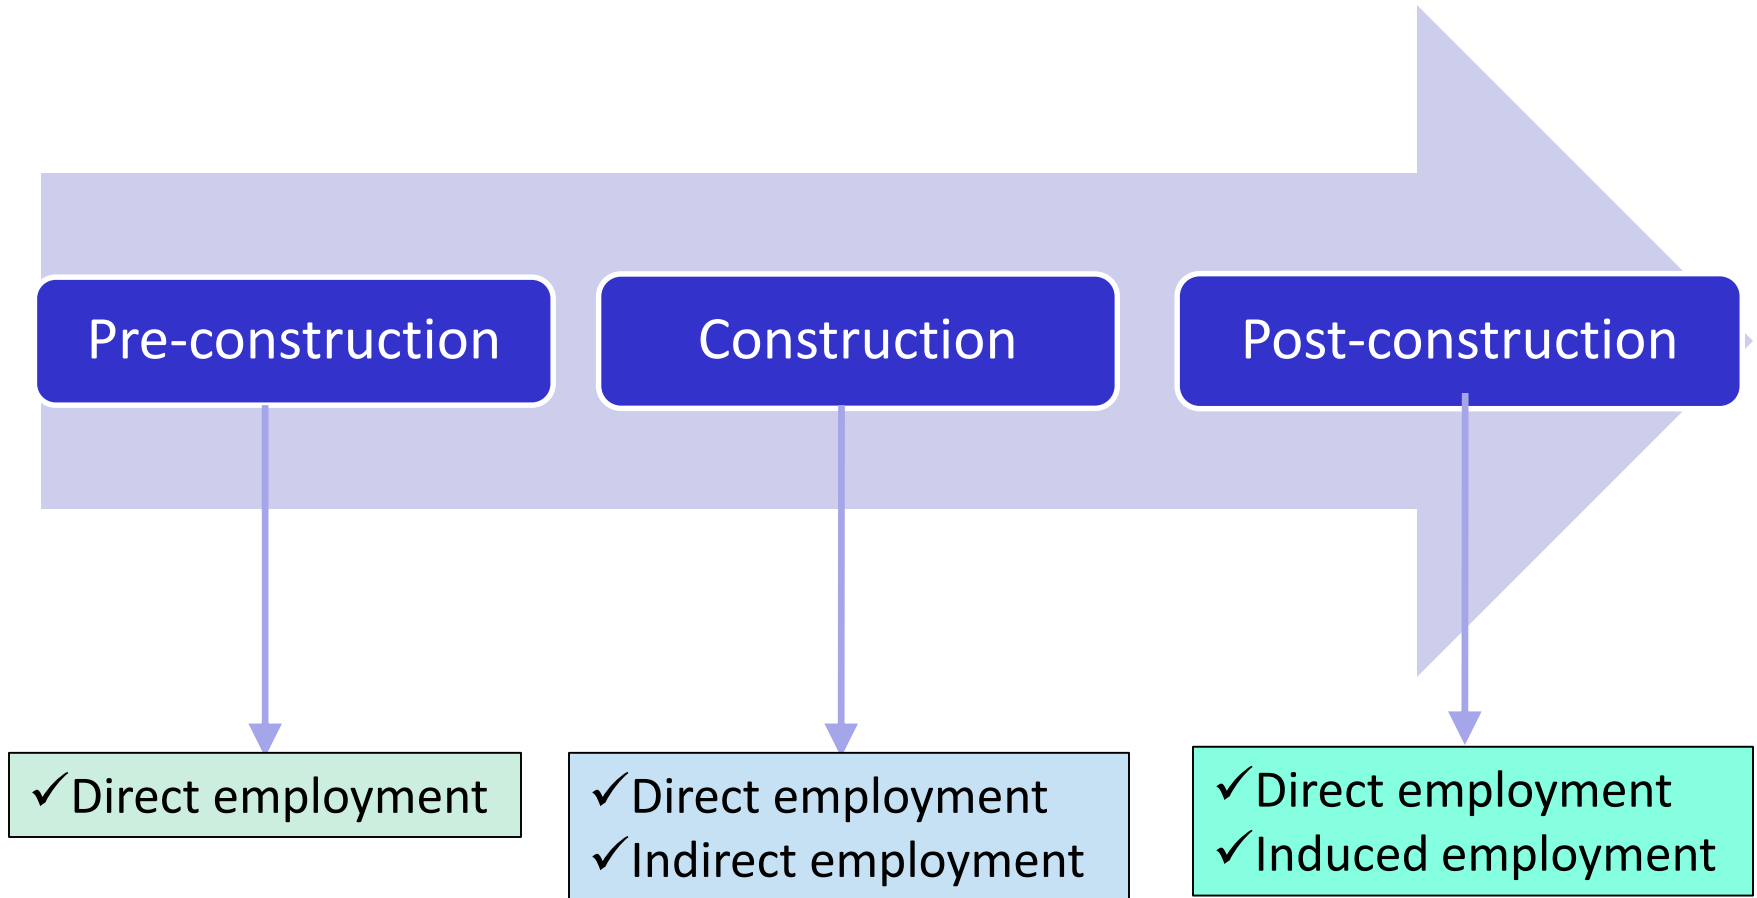 Pre-construction
Construction
Post-construction
✓Direct employment
✓Direct employment
✓Indirect employment
✓Direct employment
✓Induced employment